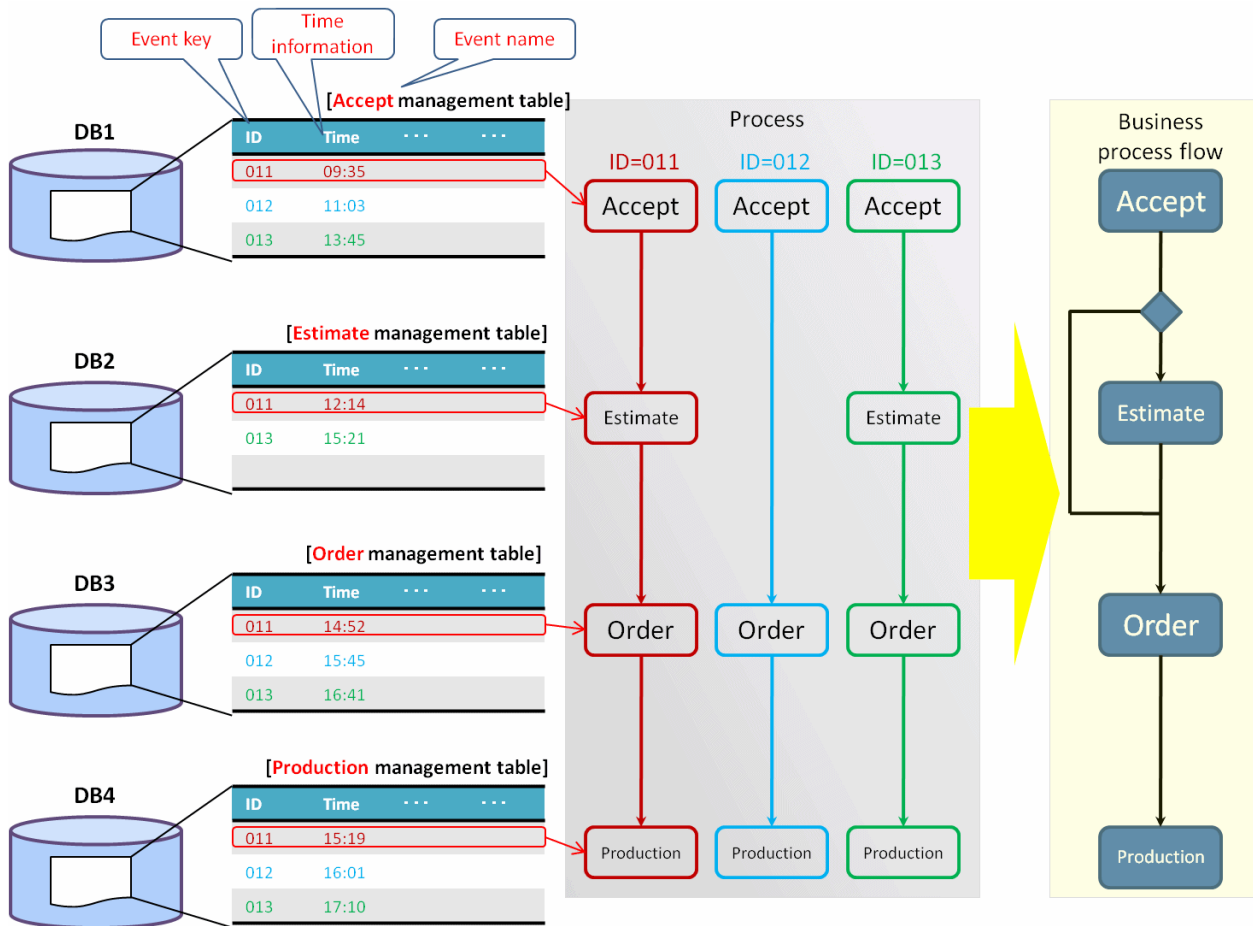 Event key
Time
information
Event name
[Accept management table]
DB1
ID Time ... ...
011 09:35
012 11:03
013 13:45
[Estimate management table]
DB2
ID Time ... ...
011 12:14
013 15:21
[Order management table]
DB3
ID Time ... ...
011 14:52
012 15:45
013 16:41
[Production management table]
DB4
ID Time ... ...
011 15:19
012 16:01
013 17:10
Process
ID=011 ID=012 ID=013
Accept Accept Accept
Estimate Estimate
Order Order Order
Production Production Production
Business
process flow
Accept
Estimate
Order
Production